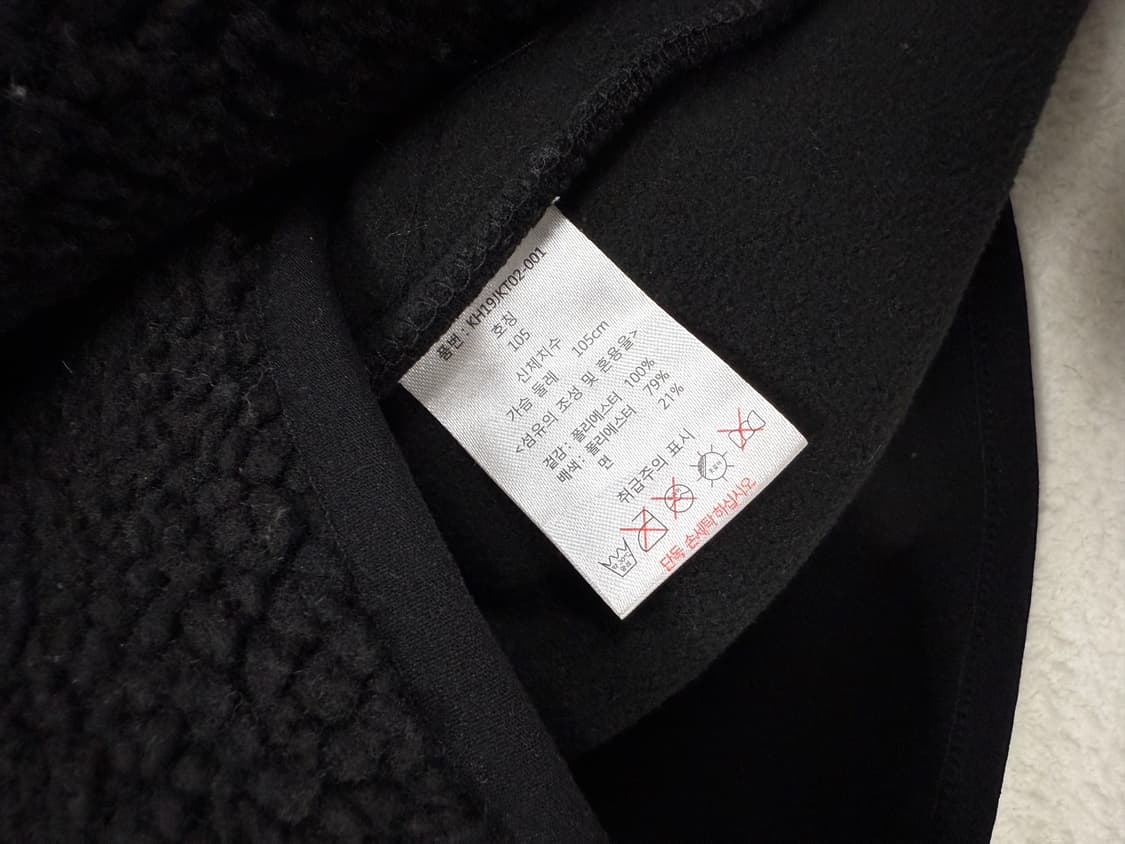 품번 : KH19JKT02-001
호칭
105
신체치수
가슴 둘레 105cm
<섬유의 조성 및 혼용율>
겉감 : 폴리에스터 100%
배색 : 폴리에스터 79%
면 21%
취급주의 표시
단독 손세탁 하십시오